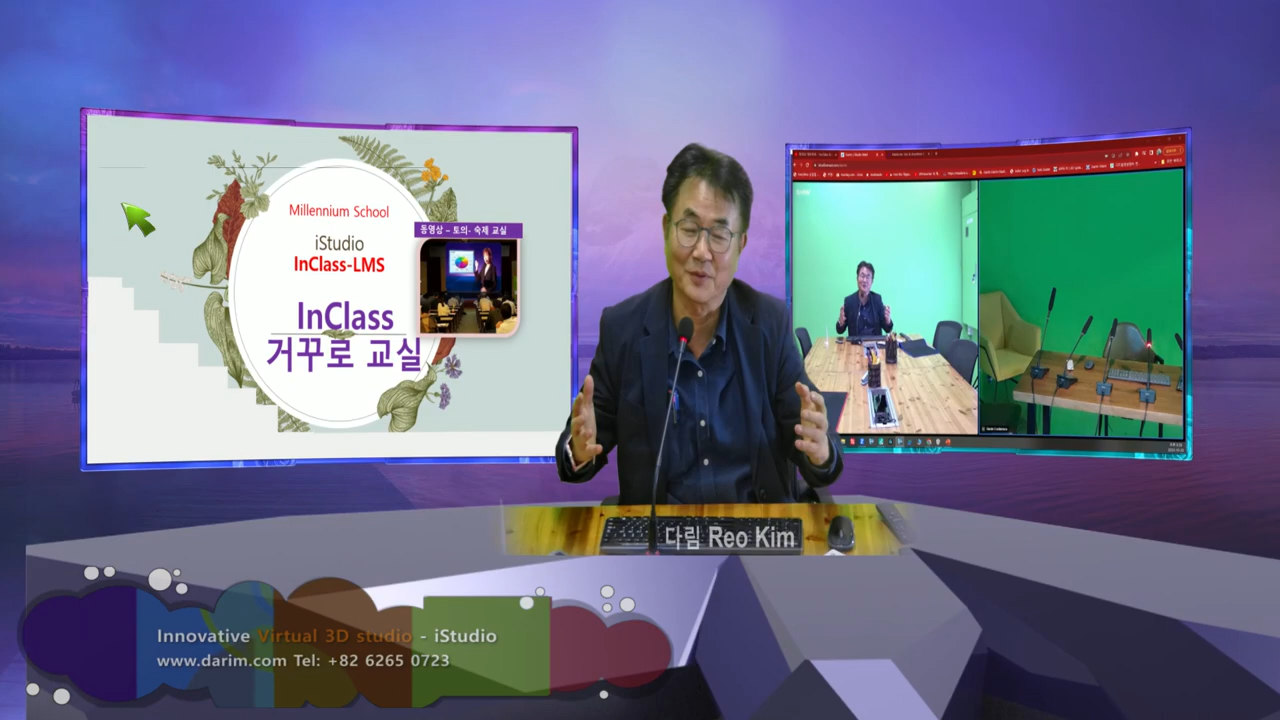 Millennium School
iStudio
InClass-LMS
InClass
거꾸로 교실
동영상 – 토의- 숙제 교실
다림 Reo Kim
Innovative Virtual 3D studio - iStudio
www.darim.com Tel: +82 6265 0723